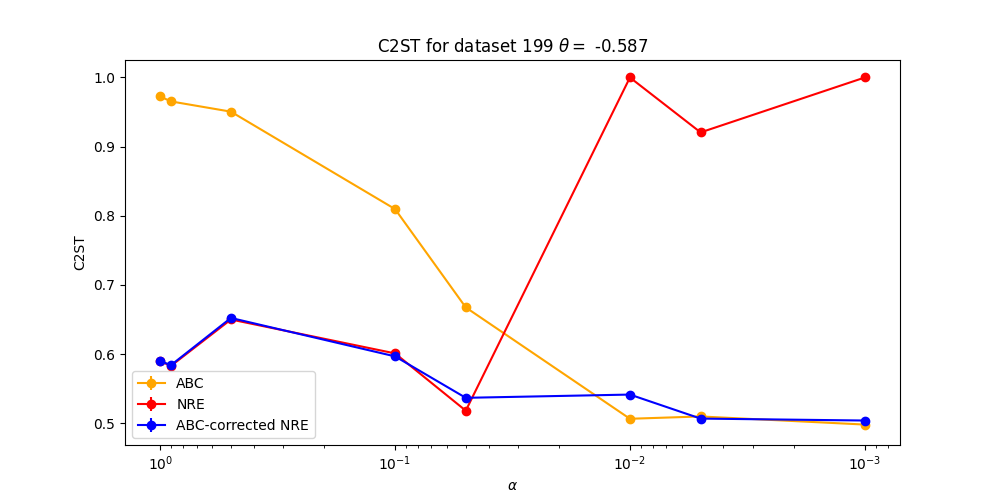 C2ST for dataset 199 θ = -0.587
1.0
0.9
0.8
0.7
0.6
0.5
C2ST
ABC
NRE
ABC-corrected NRE
10⁰
10⁻¹
10⁻²
10⁻³
α